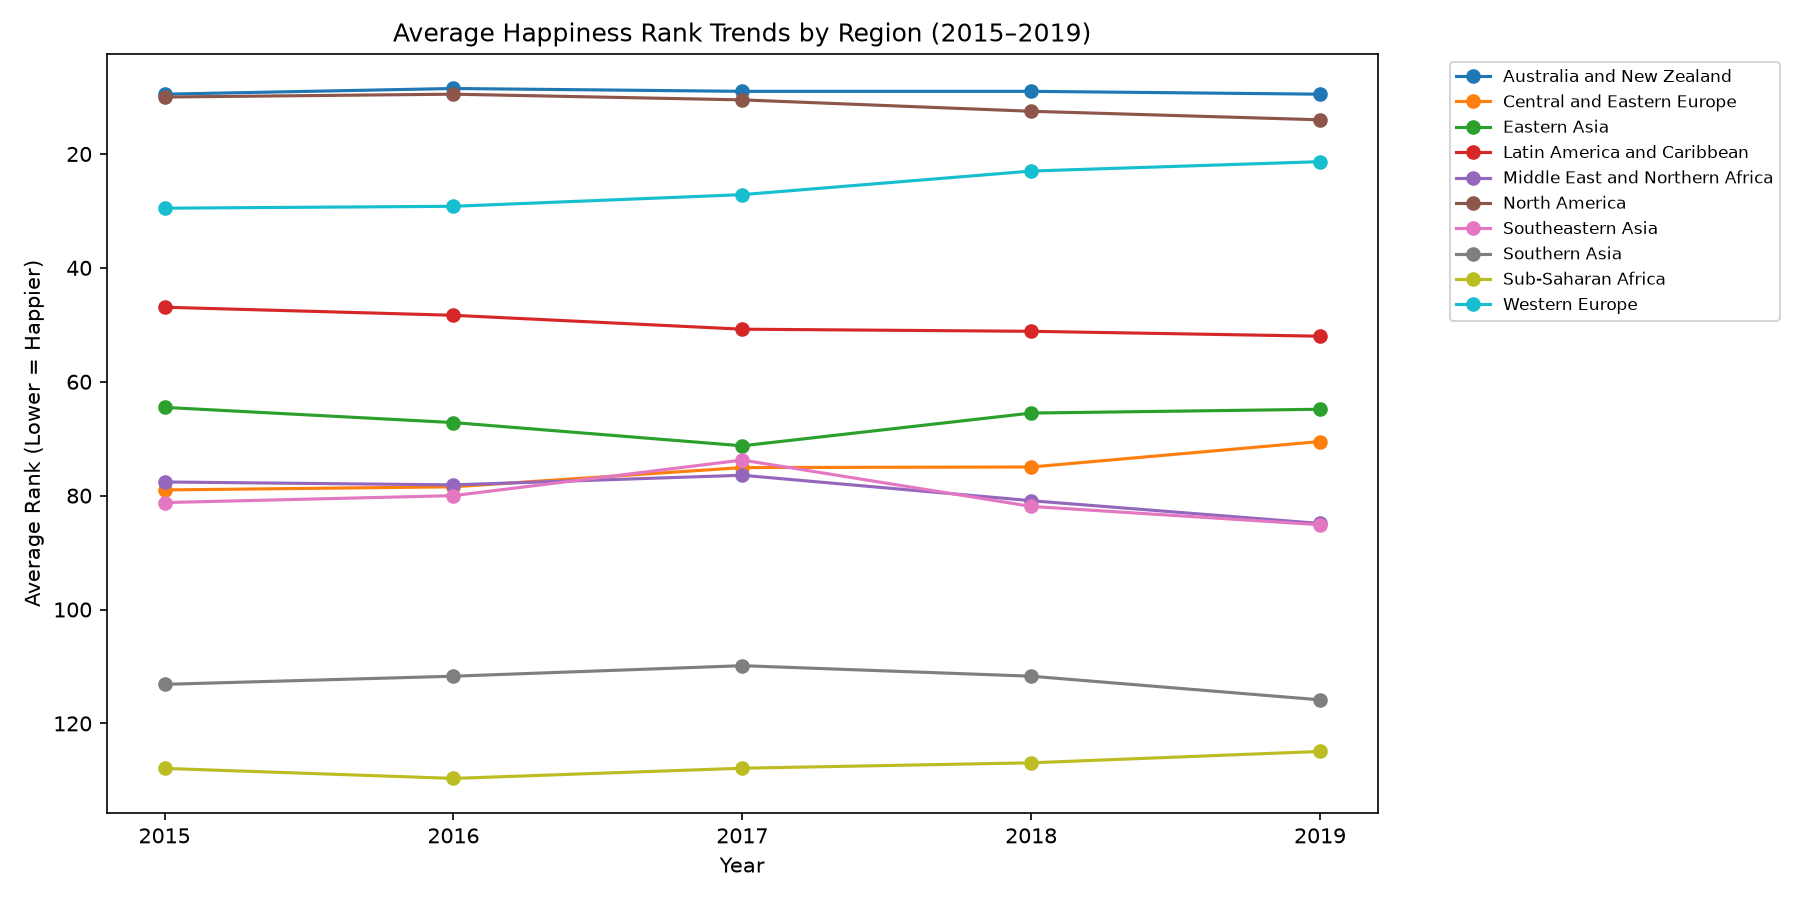 Average Happiness Rank Trends by Region (2015–2019)
Australia and New Zealand
Central and Eastern Europe
Eastern Asia
Latin America and Caribbean
Middle East and Northern Africa
North America
Southeastern Asia
Southern Asia
Sub-Saharan Africa
Western Europe
Average Rank (Lower = Happier)
20
40
60
80
100
120
2015 2016 2017 2018 2019
Year